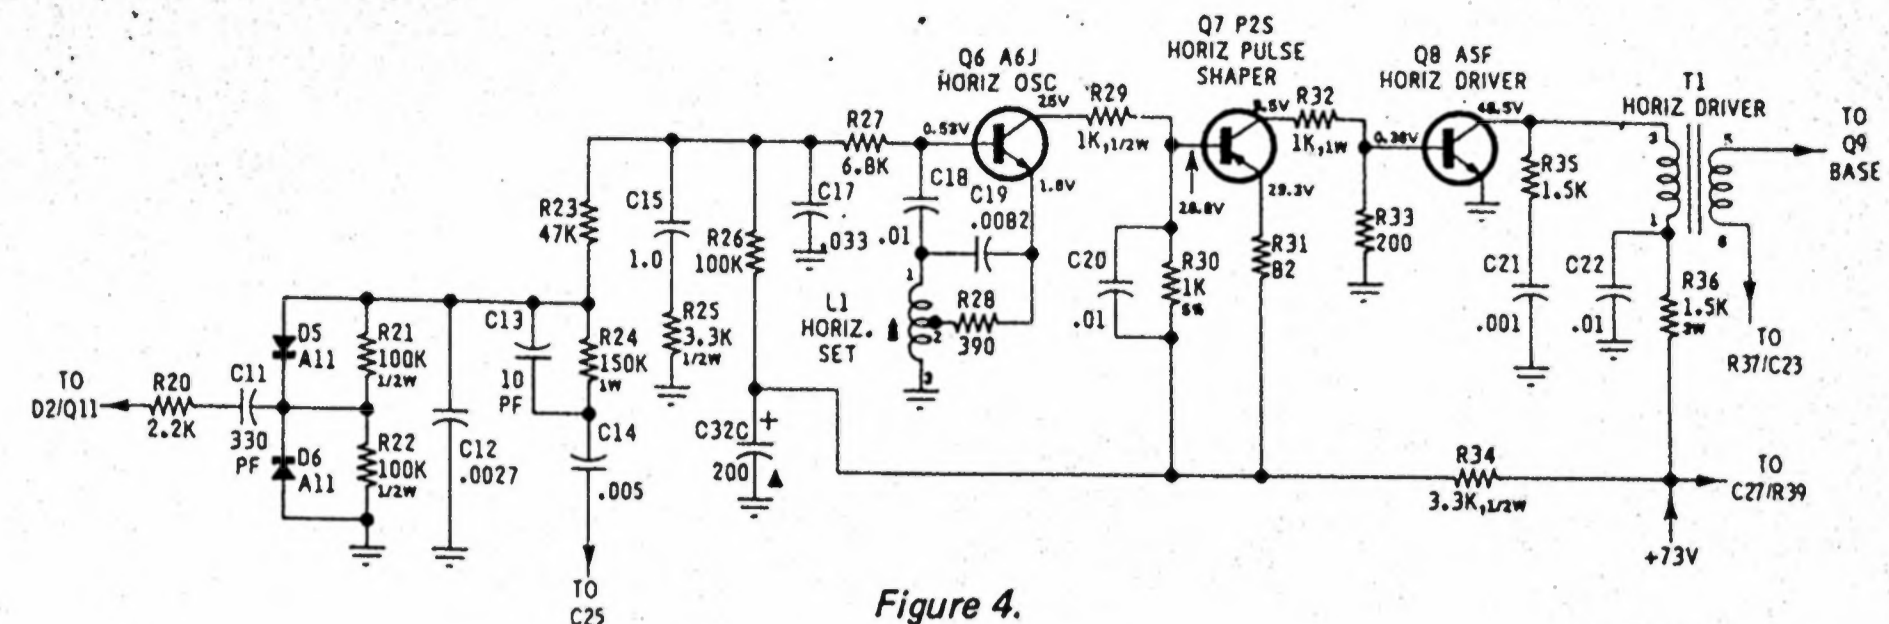 Q7 P2S
HORIZ PULSE
SHAPER
Q6 A6J
HORIZ OSC
Q8 A5F
HORIZ DRIVER
T1
HORIZ DRIVER
TO
Q9
BASE
25V
R29
1K,1/2W
R32
1K,1W
48.5V
2
5
0.53V
R27
6.8K
0.36V
R35
1.5K
R23
47K
C15
1.0
R26
100K
C17
.033
C18
.01
C19
.0082
1.8V
28.8V
29.3V
R33
200
1
6
C20
.01
R30
1K
5%
R31
82
C21
.001
C22
.01
R36
1.5K
TO
R37/C23
L1
HORIZ.
SET
1
2
3
R28
390
R25
3.3K
1/2W
C13
10
PF
R24
150K
1W
D5
A11
R21
100K
1/2W
TO
D2/Q11
R20
2.2K
C11
330
PF
D6
A11
R22
100K
1/2W
C12
.0027
C14
.005
C32C
+
200
R34
3.3K,1/2W
TO
C27/R39
+73V
TO
C25
Figure 4.